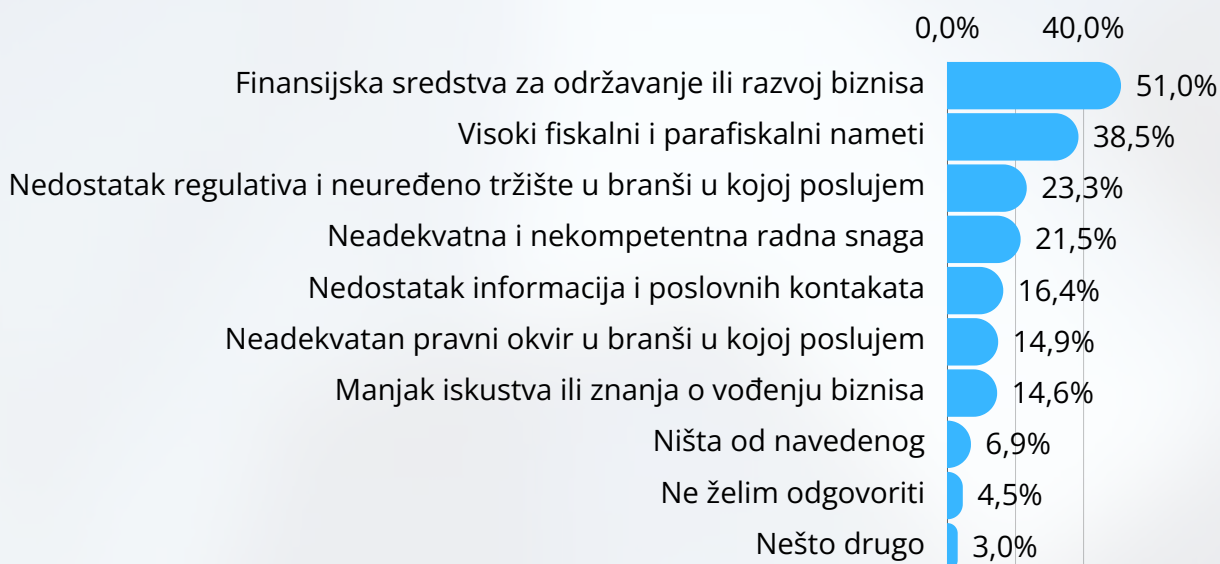 0,0% 40,0%
Finansijska sredstva za održavanje ili razvoj biznisa 51,0%
Visoki fiskalni i parafiskalni nameti 38,5%
Nedostatak regulativa i neuređeno tržište u branši u kojoj poslujem 23,3%
Neadekvatna i nekompetentna radna snaga 21,5%
Nedostatak informacija i poslovnih kontakata 16,4%
Neadekvatan pravni okvir u branši u kojoj poslujem 14,9%
Manjak iskustva ili znanja o vođenju biznisa 14,6%
Ništa od navedenog 6,9%
Ne želim odgovoriti 4,5%
Nešto drugo 3,0%